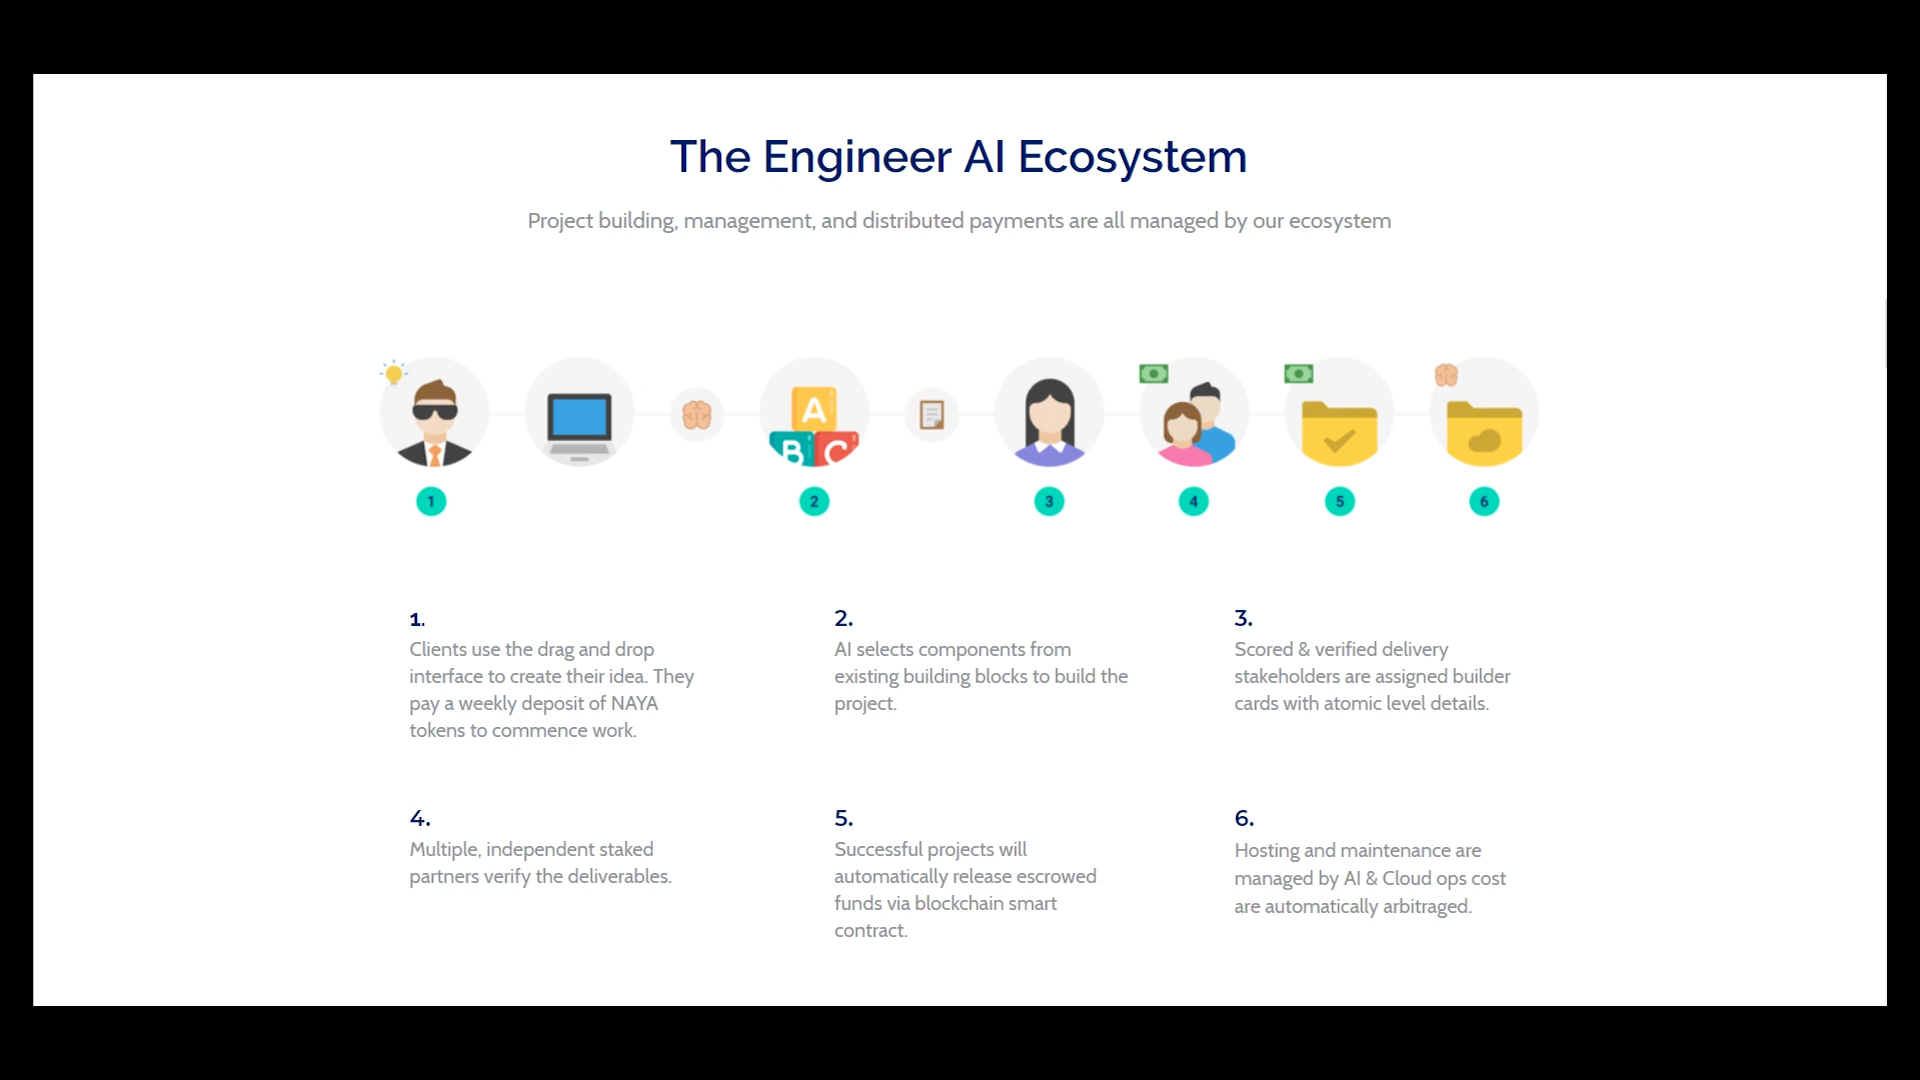 The Engineer AI Ecosystem
Project building, management, and distributed payments are all managed by our ecosystem
A
B C
1 2 3 4 5 6
1.
Clients use the drag and drop
interface to create their idea. They
pay a weekly deposit of NAYA
tokens to commence work.
2.
AI selects components from
existing building blocks to build the
project.
3.
Scored & verified delivery
stakeholders are assigned builder
cards with atomic level details.
4.
Multiple, independent staked
partners verify the deliverables.
5.
Successful projects will
automatically release escrowed
funds via blockchain smart
contract.
6.
Hosting and maintenance are
managed by AI & Cloud ops cost
are automatically arbitraged.